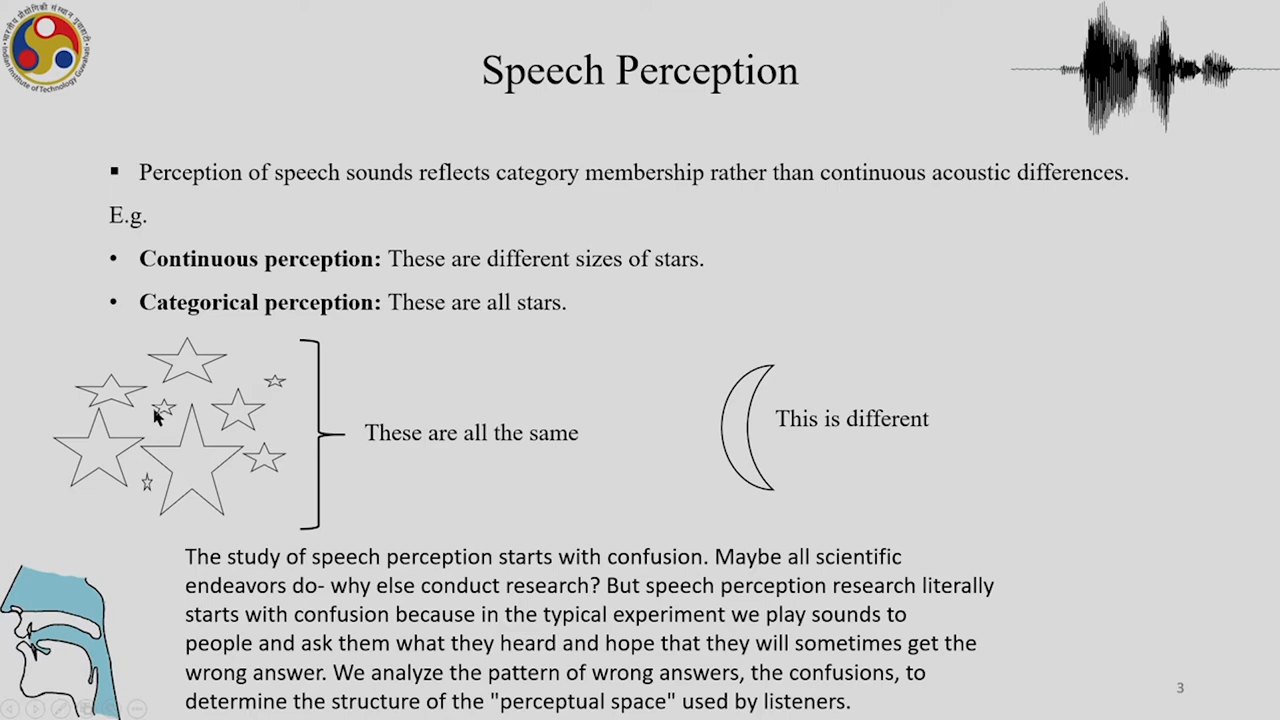 Speech Perception
▪ Perception of speech sounds reflects category membership rather than continuous acoustic differences.
E.g.
• Continuous perception: These are different sizes of stars.
• Categorical perception: These are all stars.
These are all the same
This is different
The study of speech perception starts with confusion. Maybe all scientific
endeavors do- why else conduct research? But speech perception research literally
starts with confusion because in the typical experiment we play sounds to
people and ask them what they heard and hope that they will sometimes get the
wrong answer. We analyze the pattern of wrong answers, the confusions, to
determine the structure of the "perceptual space" used by listeners.
3